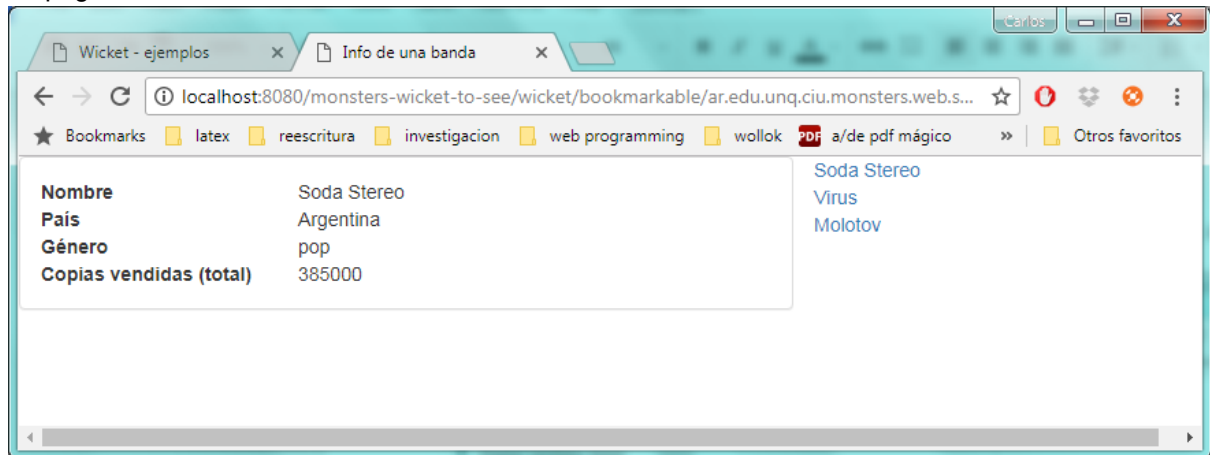 Carlos
Wicket - ejemplos
Info de una banda
localhost:8080/monsters-wicket-to-see/wicket/bookmarkable/ar.edu.unq.ciu.monsters.web.s...
Bookmarks latex reescritura investigacion web programming wollok PDF a/de pdf mágico » Otros favoritos
Nombre Soda Stereo
País Argentina
Género pop
Copias vendidas (total) 385000
Soda Stereo
Virus
Molotov